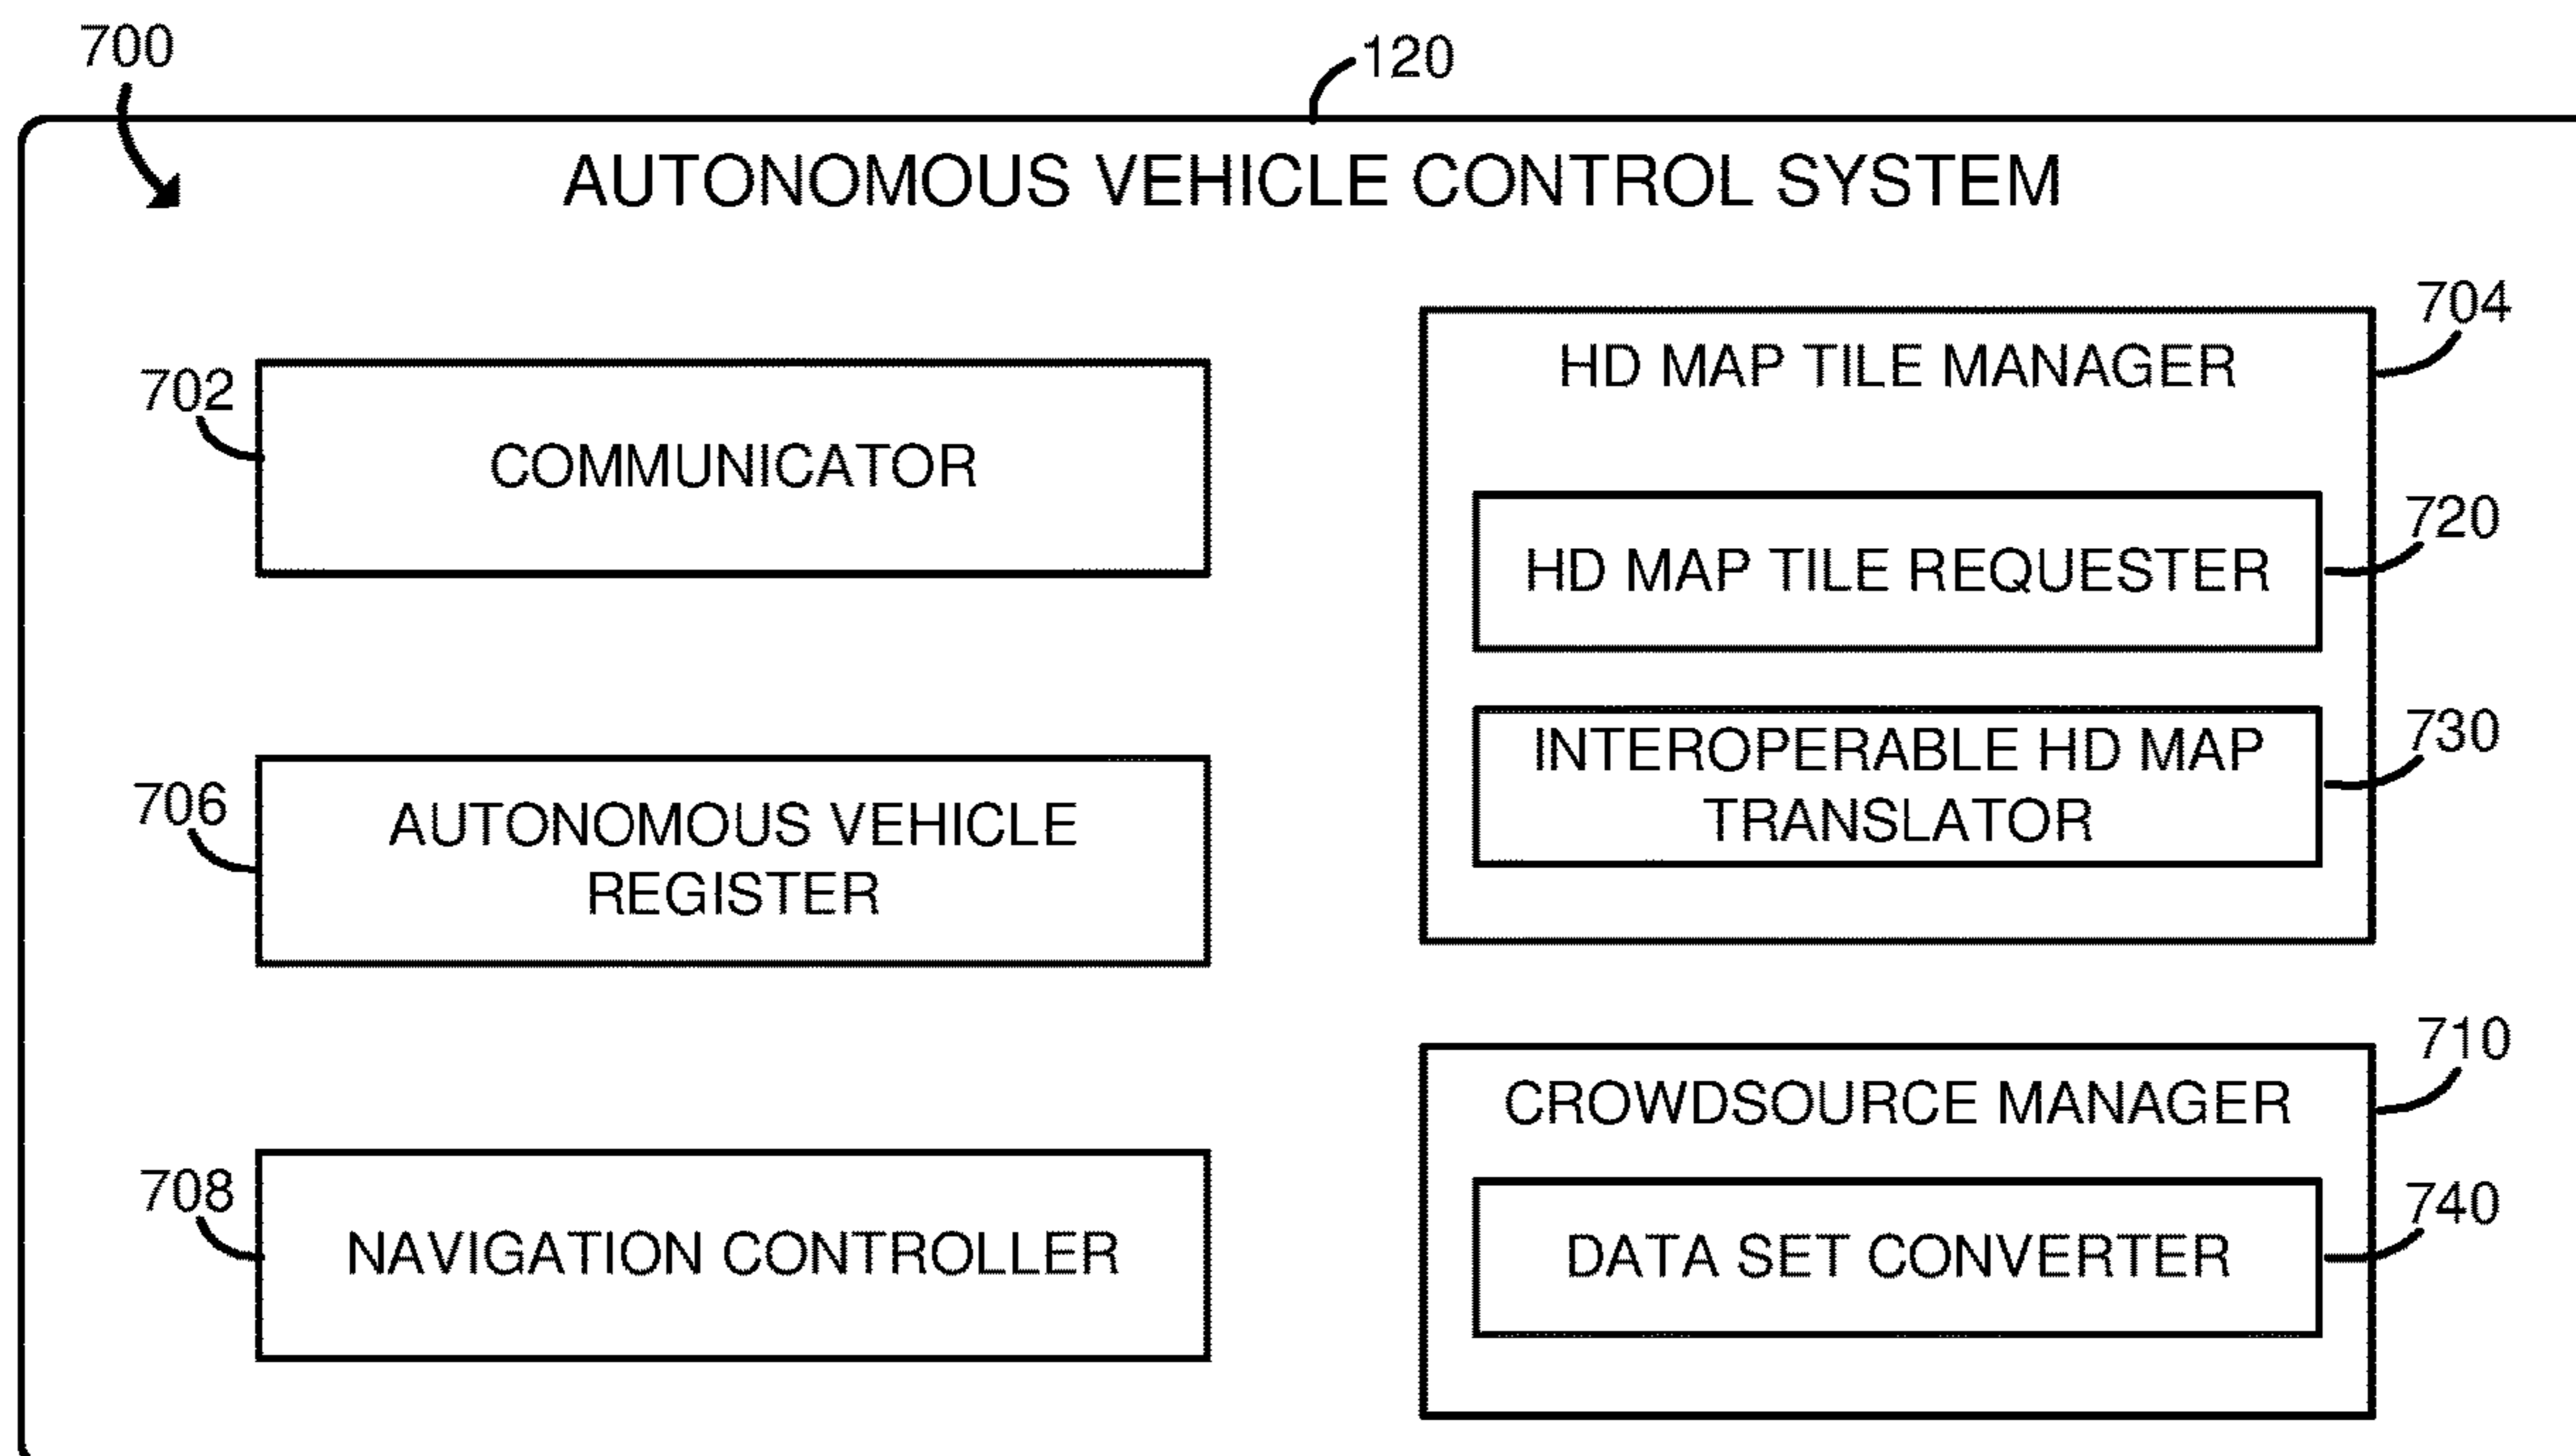 700
120
AUTONOMOUS VEHICLE CONTROL SYSTEM
702
COMMUNICATOR
706
AUTONOMOUS VEHICLE
REGISTER
708
NAVIGATION CONTROLLER
704
HD MAP TILE MANAGER
720
HD MAP TILE REQUESTER
730
INTEROPERABLE HD MAP
TRANSLATOR
710
CROWDSOURCE MANAGER
740
DATA SET CONVERTER